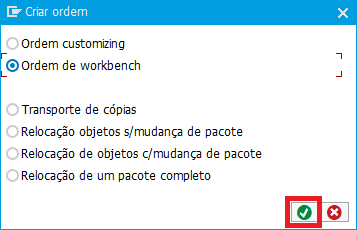 Criar ordem
Ordem customizing
Ordem de workbench
Transporte de cópias
Relocação objetos s/mudança de pacote
Relocação de objetos c/mudança de pacote
Relocação de um pacote completo